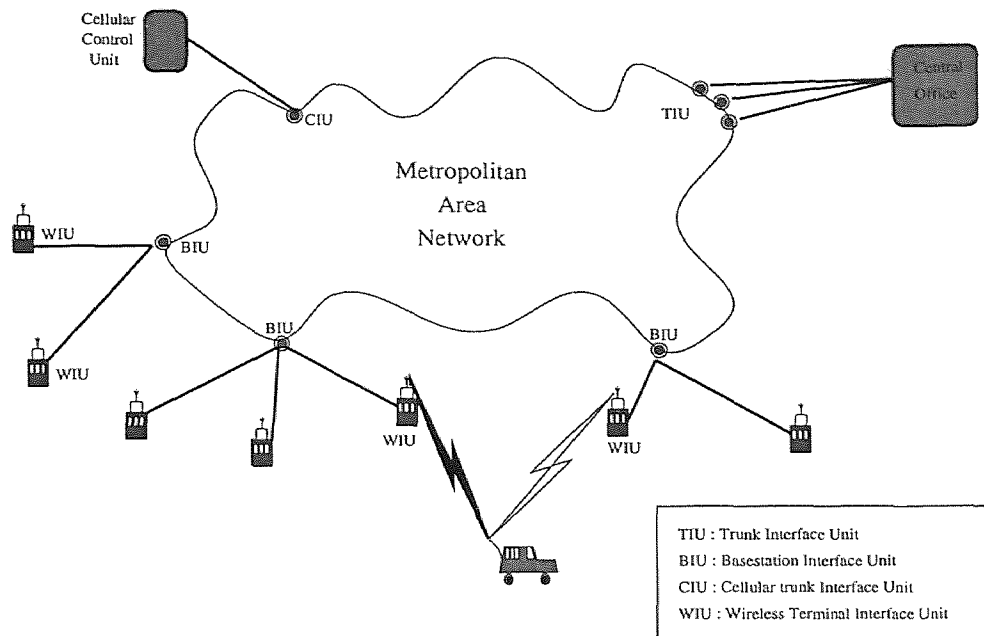 Cellular
Control
Unit
Central
Office
CIU
TIU
Metropolitan
Area
Network
WIU
BIU
WIU
BIU
BIU
WIU
WIU
TIU : Trunk Interface Unit
BIU : Basestation Interface Unit
CIU : Cellular trunk Interface Unit
WIU : Wireless Terminal Interface Unit